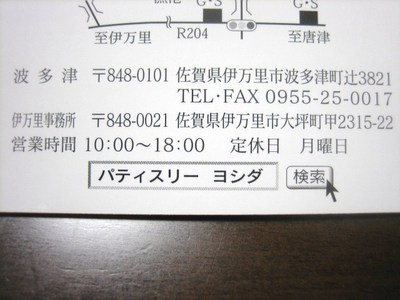 G・S
G・S
至伊万里
R204
至唐津
波多津 〒848-0101 佐賀県伊万里市波多津町辻3821
TEL・FAX 0955-25-0017
伊万里事務所 〒848-0021 佐賀県伊万里市大坪町甲2315-22
営業時間 10:00～18:00 定休日 月曜日
パティスリー ヨシダ 検索